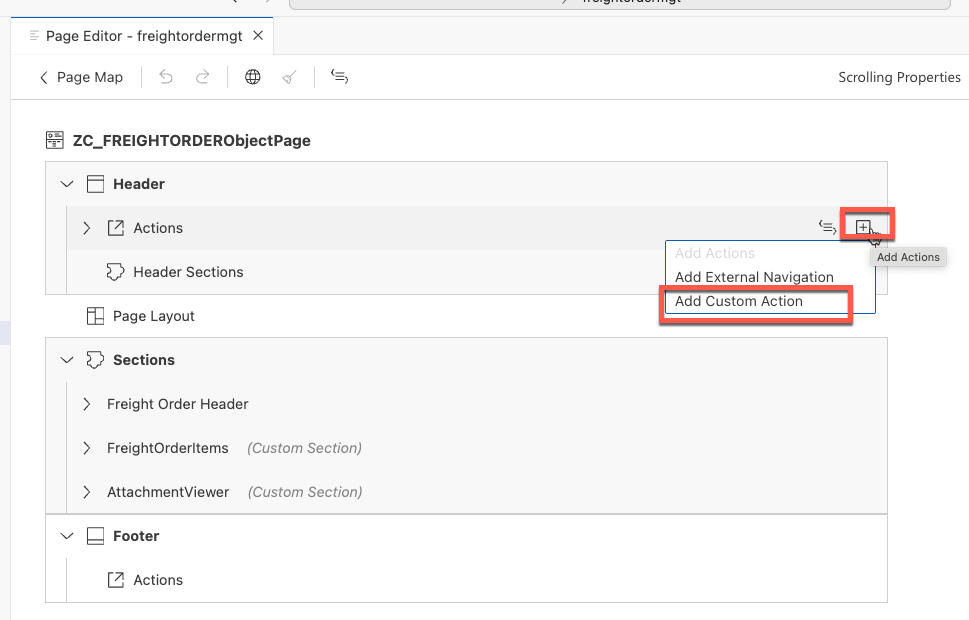 freightordermgt
Page Editor - freightordermgt
Page Map
Scrolling Properties
ZC_FREIGHTORDERObjectPage
Header
Actions
Add Actions
Add Actions
Add External Navigation
Header Sections
Add Custom Action
Page Layout
Sections
Freight Order Header
FreightOrderItems (Custom Section)
AttachmentViewer (Custom Section)
Footer
Actions